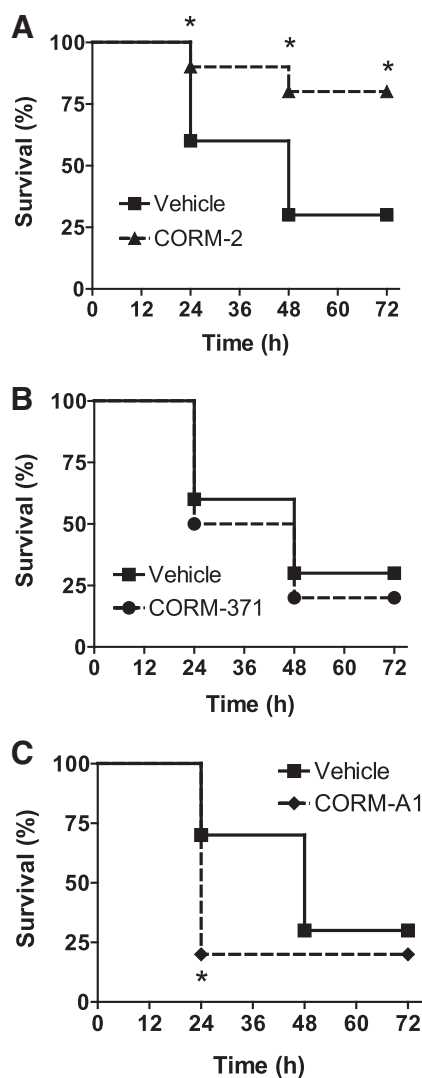 A
*
100
*
*
75
Survival (%)
50
Vehicle
25
CORM-2
0
0 12 24 36 48 60 72
Time (h)
B
100
75
Survival (%)
50
Vehicle
25
CORM-371
0
0 12 24 36 48 60 72
Time (h)
C
100
Vehicle
CORM-A1
75
Survival (%)
50
25
*
0
0 12 24 36 48 60 72
Time (h)